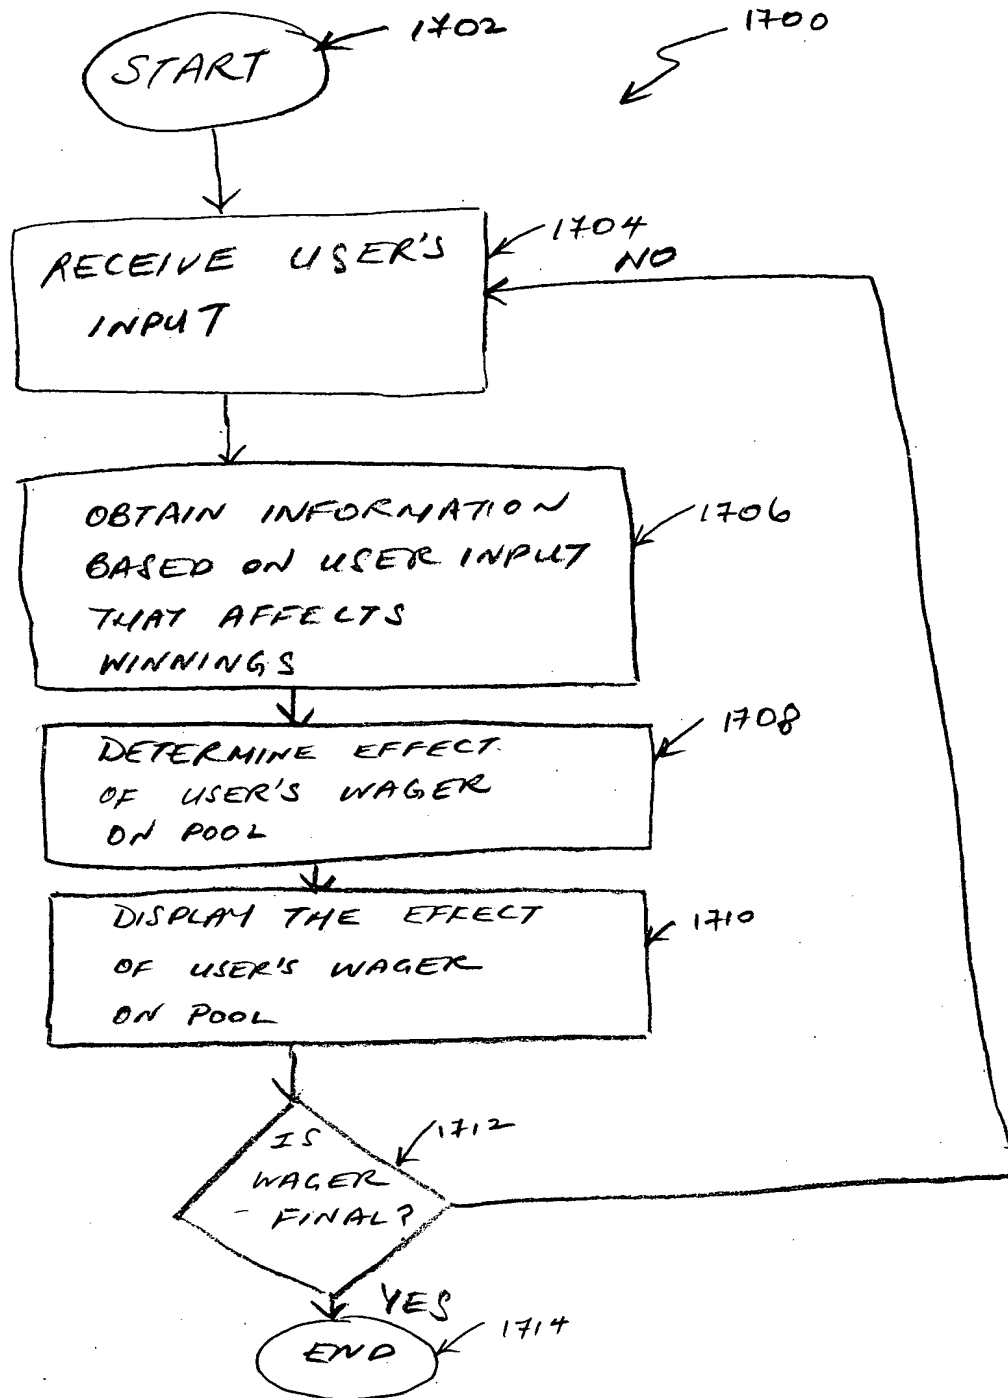 1702
1700
START
1704
RECEIVE USER'S
INPUT
NO
OBTAIN INFORMATION
BASED ON USER INPUT
THAT AFFECTS
WINNINGS
1706
DETERMINE EFFECT
OF USER'S WAGER
ON POOL
1708
DISPLAY THE EFFECT
OF USER'S WAGER
ON POOL
1710
IS
WAGER
FINAL?
1712
YES
END
1714